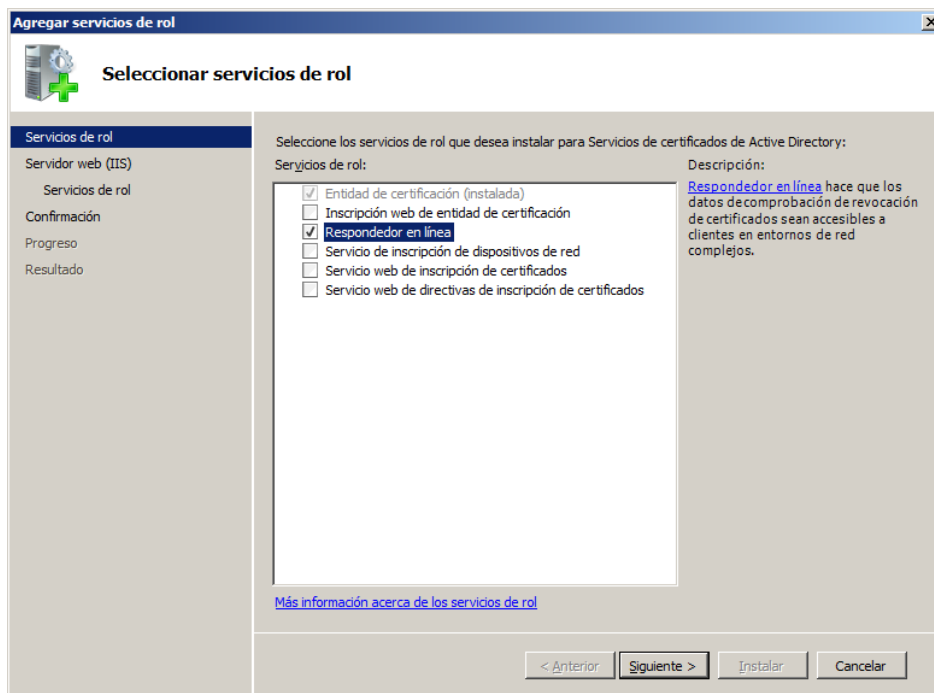 Agregar servicios de rol
Seleccionar servicios de rol
Servicios de rol
Servidor web (IIS)
Servicios de rol
Confirmación
Progreso
Resultado
Seleccione los servicios de rol que desea instalar para Servicios de certificados de Active Directory:
Servicios de rol:
Entidad de certificación (instalada)
Inscripción web de entidad de certificación
Respondedor en línea
Servicio de inscripción de dispositivos de red
Servicio web de inscripción de certificados
Servicio web de directivas de inscripción de certificados
Más información acerca de los servicios de rol
Descripción:
Respondedor en línea hace que los
datos de comprobación de revocación
de certificados sean accesibles a
clientes en entornos de red
complejos.
< Anterior
Siguiente >
Instalar
Cancelar